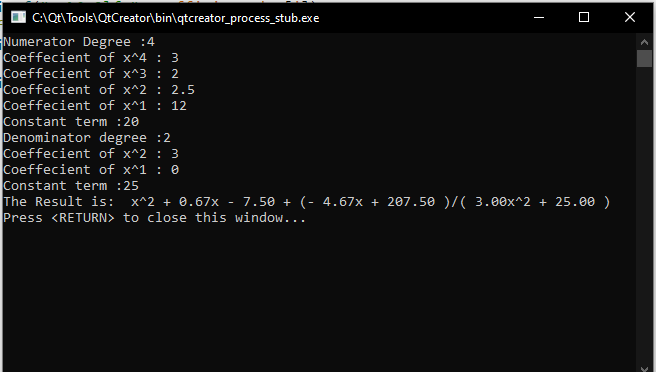 C:\Qt\Tools\QtCreator\bin\qtcreator_process_stub.exe
Numerator Degree :4
Coeffecient of x^4 : 3
Coeffecient of x^3 : 2
Coeffecient of x^2 : 2.5
Coeffecient of x^1 : 12
Constant term :20
Denominator degree :2
Coeffecient of x^2 : 3
Coeffecient of x^1 : 0
Constant term :25
The Result is:  x^2 + 0.67x - 7.50 + (- 4.67x + 207.50 )/( 3.00x^2 + 25.00 )
Press <RETURN> to close this window...